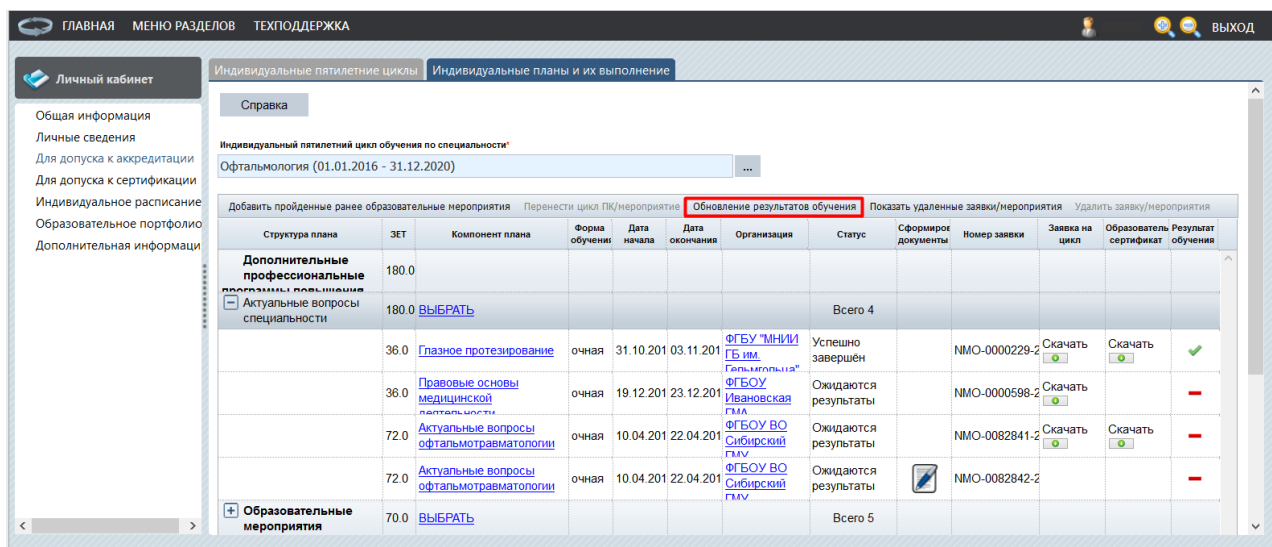 ГЛАВНАЯ МЕНЮ РАЗДЕЛОВ ТЕХПОДДЕРЖКА ВЫХОД
Личный кабинет
Общая информация
Личные сведения
Для допуска к аккредитации
Для допуска к сертификации
Индивидуальное расписание
Образовательное портфолио
Дополнительная информаци
Индивидуальные пятилетние циклы Индивидуальные планы и их выполнение
Справка
Индивидуальный пятилетний цикл обучения по специальности*
Офтальмология (01.01.2016 - 31.12.2020) ...
Добавить пройденные ранее образовательные мероприятия Перенести цикл ПК/мероприятие Обновление результатов обучения Показать удаленные заявки/мероприятия Удалить заявку/мероприятия
Структура плана ЗЕТ Компонент плана Форма обучения Дата начала Дата окончания Организация Статус Сформиров документы Номер заявки Заявка на цикл Образователь сертификат Результат обучения
Дополнительные
профессиональные 180.0
программы повышения
Актуальные вопросы
специальности 180.0 ВЫБРАТЬ Всего 4
36.0 Глазное протезирование очная 31.10.201 03.11.201 ФГБУ "МНИИ ГБ им. Гельмгольца" Успешно завершён NMO-0000229-2 Скачать Скачать
36.0 Правовые основы медицинской деятельности очная 19.12.201 23.12.201 ФГБОУ Ивановская ГМА Ожидаются результаты NMO-0000598-2 Скачать
72.0 Актуальные вопросы офтальмотравматологии очная 10.04.201 22.04.201 ФГБОУ ВО Сибирский ГМУ Ожидаются результаты NMO-0082841-2 Скачать Скачать
72.0 Актуальные вопросы офтальмотравматологии очная 10.04.201 22.04.201 ФГБОУ ВО Сибирский ГМУ Ожидаются результаты NMO-0082842-2
Образовательные
мероприятия 70.0 ВЫБРАТЬ Всего 5